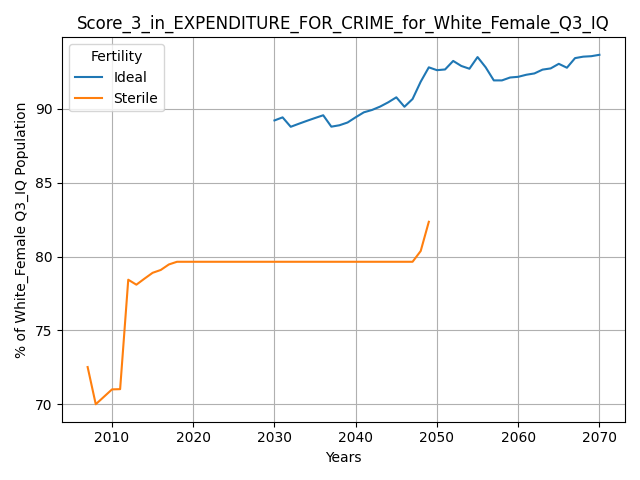 Score_3_in_EXPENDITURE_FOR_CRIME_for_White_Female_Q3_IQ
Fertility
Ideal
Sterile
% of White_Female Q3_IQ Population
90
85
80
75
70
2010 2020 2030 2040 2050 2060 2070
Years